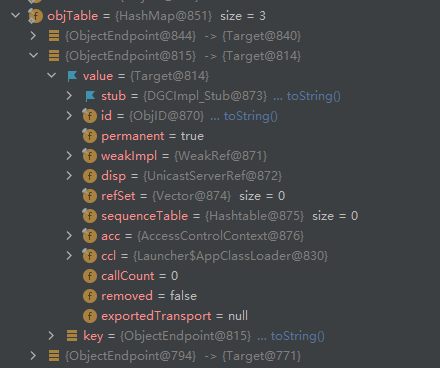 objTable = {HashMap@851} size = 3
{ObjectEndpoint@844} -> {Target@840}
{ObjectEndpoint@815} -> {Target@814}
value = {Target@814}
stub = {DGCImpl_Stub@873} ... toString()
id = {ObjID@870} ... toString()
permanent = true
weakImpl = {WeakRef@871}
disp = {UnicastServerRef@872}
refSet = {Vector@874} size = 0
sequenceTable = {Hashtable@875} size = 0
acc = {AccessControlContext@876}
ccl = {Launcher$AppClassLoader@830}
callCount = 0
removed = false
exportedTransport = null
key = {ObjectEndpoint@815} ... toString()
{ObjectEndpoint@794} -> {Target@771}